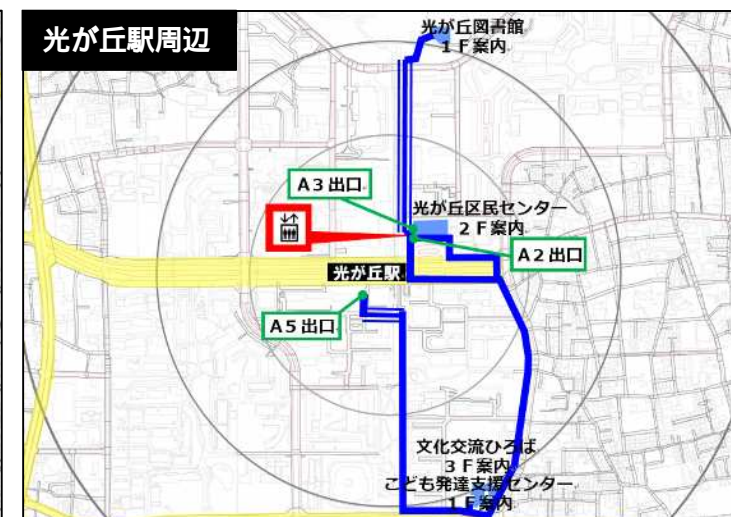 光が丘駅周辺
光が丘図書館
1F案内
A3出口
光が丘区民センター
2F案内
A2出口
光が丘駅
A5出口
文化交流ひろば
3F案内
こども発達支援センター
1F案内